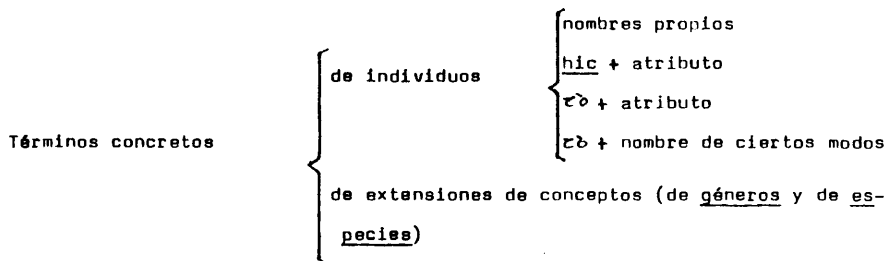 nombres propios
hic + atributo
de individuos
τὸ + atributo
Términos concretos
τὸ + nombre de ciertos modos
de extensiones de conceptos (de géneros y de es-
pecies)